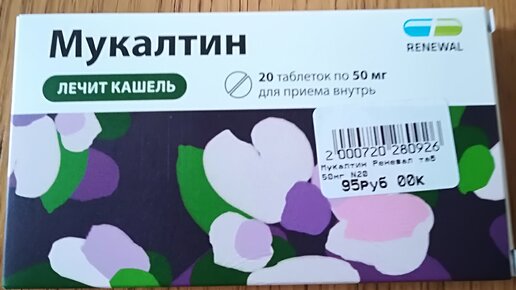 Мукалтин
RENEWAL
ЛЕЧИТ КАШЕЛЬ
20 таблеток по 50 мг
для приема внутрь
2 000720 280926
Мукалтин Реневал таб
50мг N20
95Руб 00к